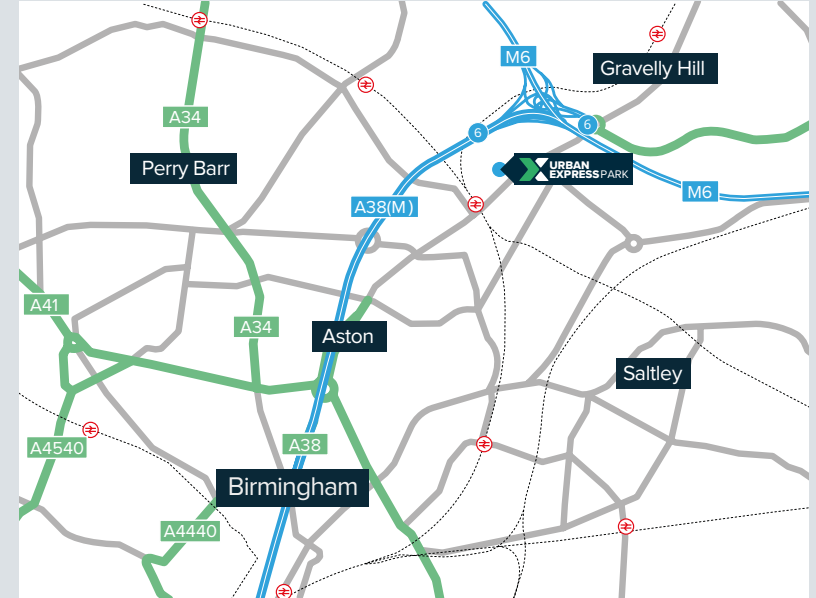 M6
Gravelly Hill
A34
6
6
Perry Barr
URBAN
EXPRESS PARK
M6
A38(M)
A41
A34
Aston
Saltley
A4540
A38
Birmingham
A4440